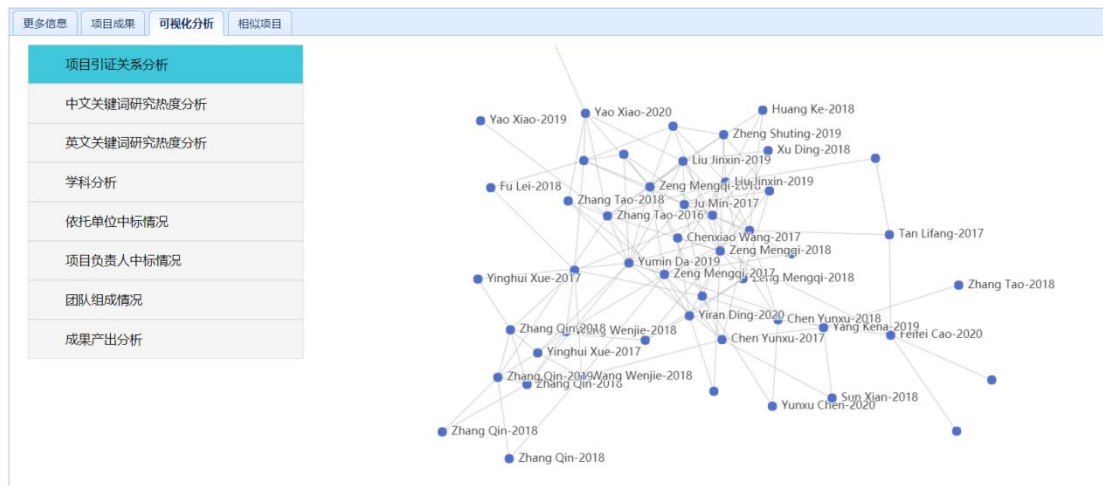 更多信息 项目成果 可视化分析 相似项目
项目引证关系分析
中文关键词研究热度分析
英文关键词研究热度分析
学科分析
依托单位中标情况
项目负责人中标情况
团队组成情况
成果产出分析
Huang Ke-2018
Yao Xiao-2020
Yao Xiao-2019
Zheng Shuting-2019
Xu Ding-2018
Liu Jinxin-2019
Liu Jinxin-2019
Fu Lei-2018
Zeng Mengqi-2018
Zhang Tao-2018
Ju Min-2017
Zhang Tao-2016
Tan Lifang-2017
Chenxiao Wang-2017
Zeng Mengqi-2018
Yumin Da-2019
Zeng Mengqi-2017
Yinghui Xue-2017
Zeng Mengqi-2018
Zhang Tao-2018
Yiran Ding-2020
Chen Yunxu-2018
Yang Kena-2019
Zhang Qin-2018
Wang Wenjie-2018
Feifei Cao-2020
Chen Yunxu-2017
Yinghui Xue-2017
Zhang Qin-2019
Wang Wenjie-2018
Zhang Qin-2018
Sun Xian-2018
Yunxu Chen-2020
Zhang Qin-2018
Zhang Qin-2018